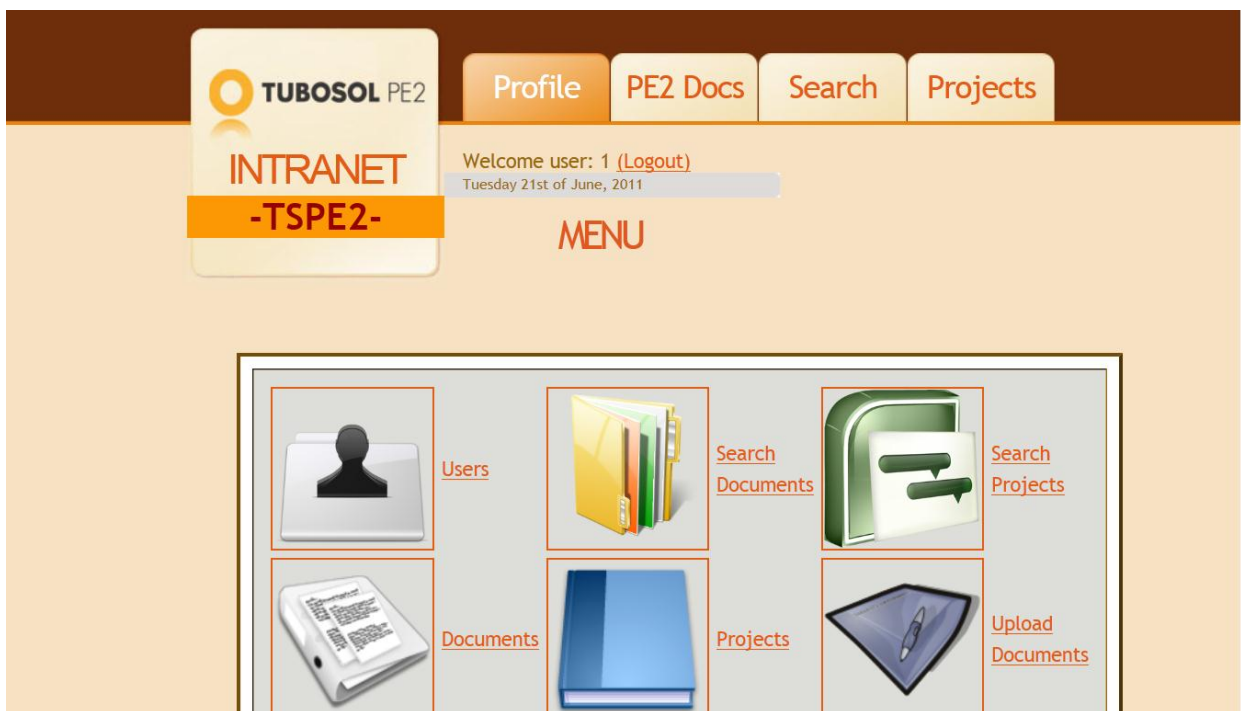 TUBOSOL PE2
INTRANET
-TSPE2-
Profile
PE2 Docs
Search
Projects
Welcome user: 1 (Logout)
Tuesday 21st of June, 2011
MENU
Users
Search
Documents
Search
Projects
Documents
Projects
Upload
Documents